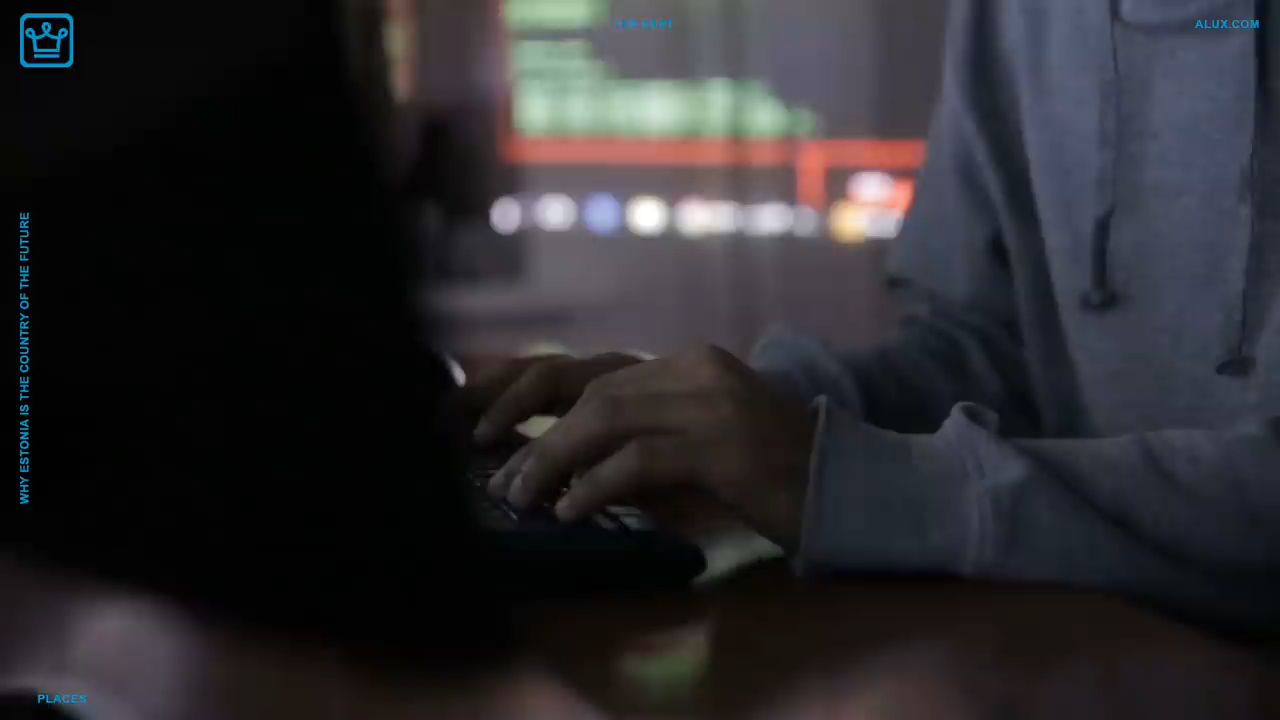 ALUX.COM
WHY ESTONIA IS THE COUNTRY OF THE FUTURE
PLACES